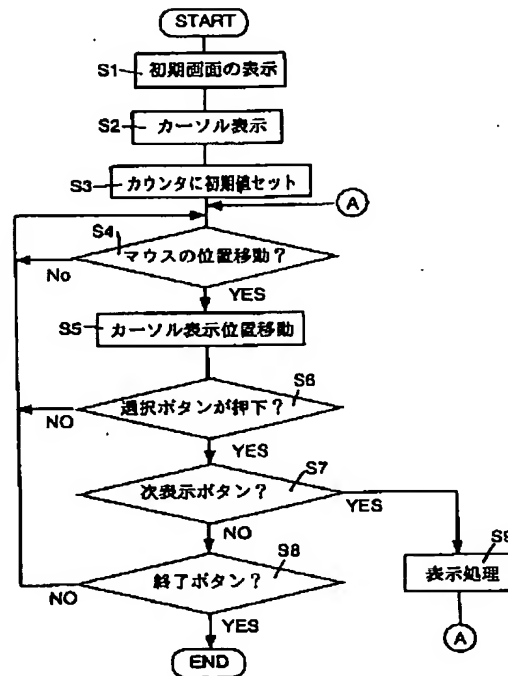 START
S1 初期画面の表示
S2 カーソル表示
S3 カウンタに初期値セット
A
S4
マウスの位置移動?
No
YES
S5 カーソル表示位置移動
S6
選択ボタンが押下?
NO
YES
S7
次表示ボタン?
YES
NO
S8
S9
終了ボタン?
表示処理
NO
YES
A
END